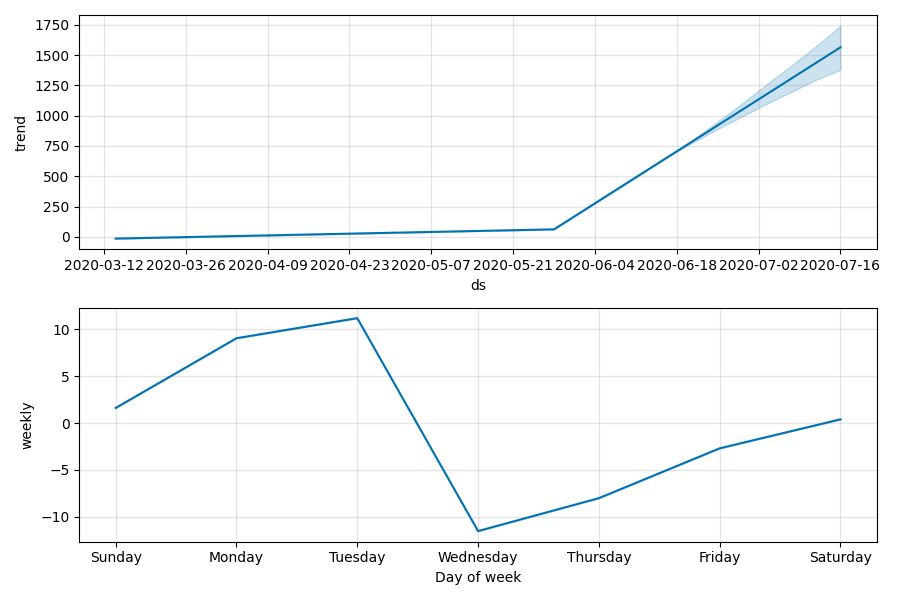 1750
1500
1250
1000
750
500
250
0
trend
2020-03-12 2020-03-26 2020-04-09 2020-04-23 2020-05-07 2020-05-21 2020-06-04 2020-06-18 2020-07-02 2020-07-16
ds
10
5
0
−5
−10
weekly
Sunday Monday Tuesday Wednesday Thursday Friday Saturday
Day of week